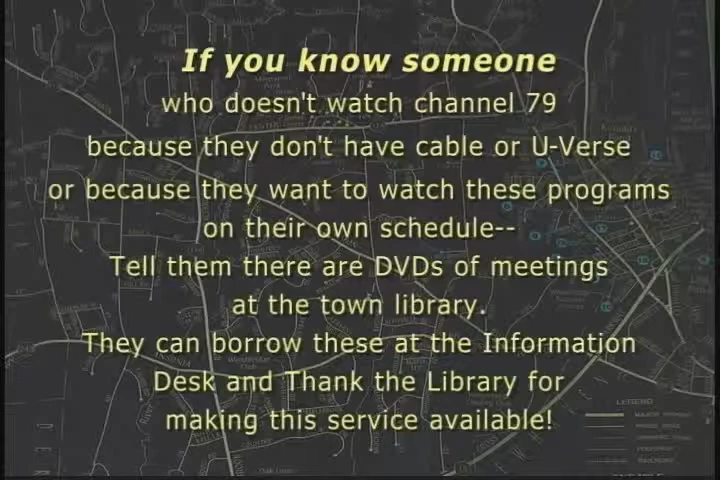 If you know someone
who doesn't watch channel 79
because they don't have cable or U-Verse
or because they want to watch these programs
on their own schedule--
Tell them there are DVDs of meetings
at the town library.
They can borrow these at the Information
Desk and Thank the Library for
making this service available!
LEGEND